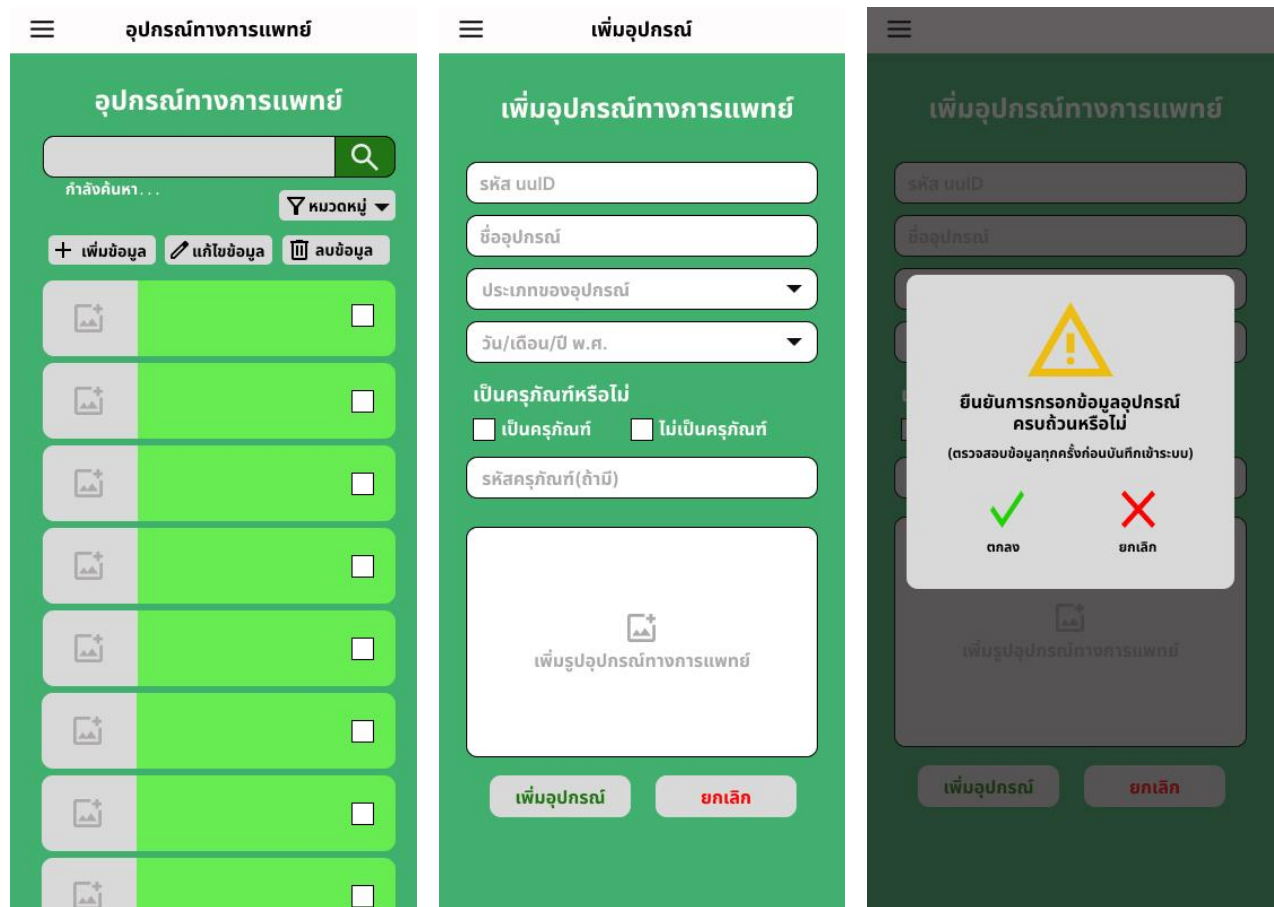 อุปกรณ์ทางการแพทย์
อุปกรณ์ทางการแพทย์
กำลังค้นหา...
หมวดหมู่
เพิ่มข้อมูล
แก้ไขข้อมูล
ลบข้อมูล
เพิ่มอุปกรณ์
เพิ่มอุปกรณ์ทางการแพทย์
รหัส uuID
ชื่ออุปกรณ์
ประเภทของอุปกรณ์
วัน/เดือน/ปี พ.ศ.
เป็นครุภัณฑ์หรือไม่
เป็นครุภัณฑ์ ไม่เป็นครุภัณฑ์
รหัสครุภัณฑ์(ถ้ามี)
เพิ่มรูปอุปกรณ์ทางการแพทย์
เพิ่มอุปกรณ์ ยกเลิก
เพิ่มอุปกรณ์ทางการแพทย์
รหัส uuID
ชื่ออุปกรณ์
ยืนยันการกรอกข้อมูลอุปกรณ์
ครบถ้วนหรือไม่
(ตรวจสอบข้อมูลทุกครั้งก่อนบันทึกเข้าระบบ)
ตกลง ยกเลิก
เพิ่มรูปอุปกรณ์ทางการแพทย์
เพิ่มอุปกรณ์ ยกเลิก